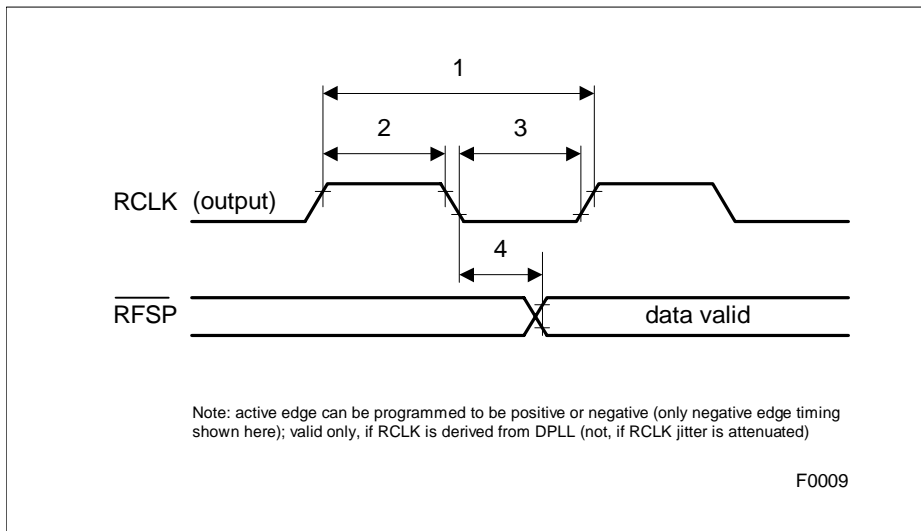 1
2
3
RCLK (output)
4
RFSP
data valid
Note: active edge can be programmed to be positive or negative (only negative edge timing
shown here); valid only, if RCLK is derived from DPLL (not, if RCLK jitter is attenuated)
F0009